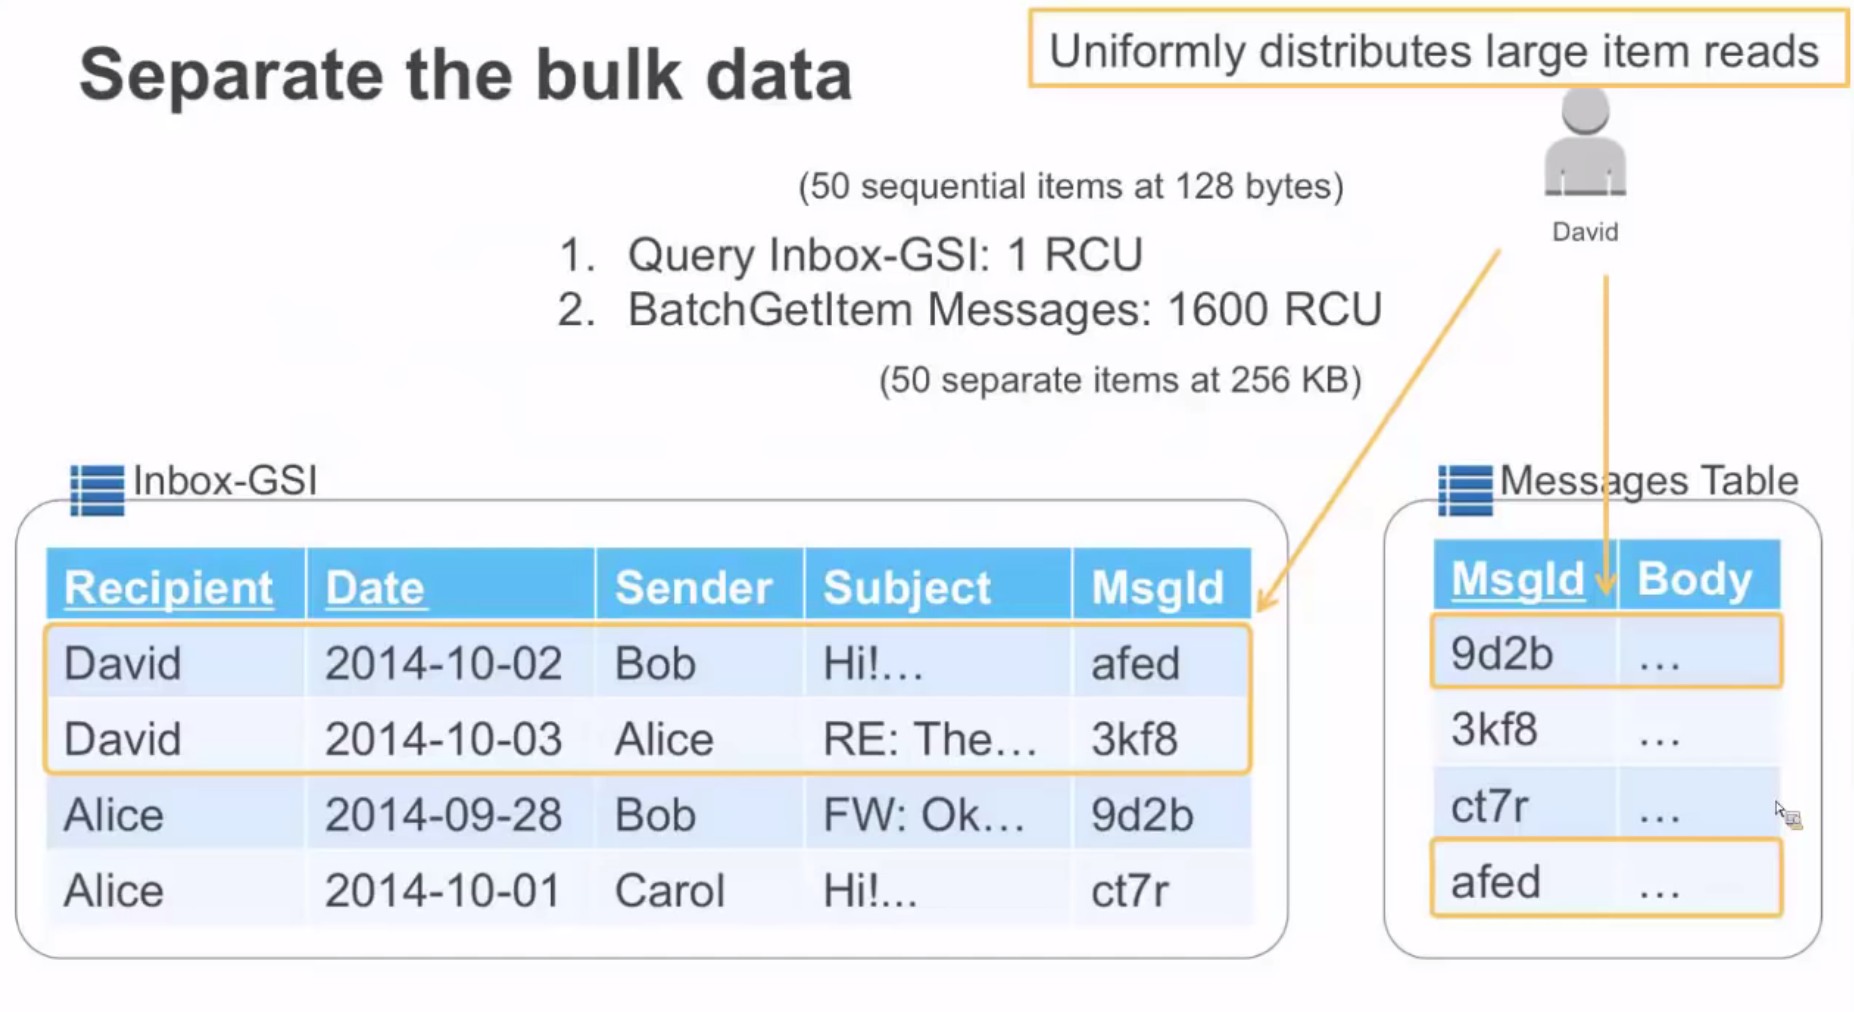 Separate the bulk data
Uniformly distributes large item reads
David
(50 sequential items at 128 bytes)
1. Query Inbox-GSI: 1 RCU
2. BatchGetItem Messages: 1600 RCU
(50 separate items at 256 KB)
Inbox-GSI
Recipient Date Sender Subject MsgId
David 2014-10-02 Bob Hi!… afed
David 2014-10-03 Alice RE: The… 3kf8
Alice 2014-09-28 Bob FW: Ok… 9d2b
Alice 2014-10-01 Carol Hi!... ct7r
Messages Table
MsgId Body
9d2b …
3kf8 …
ct7r …
afed …